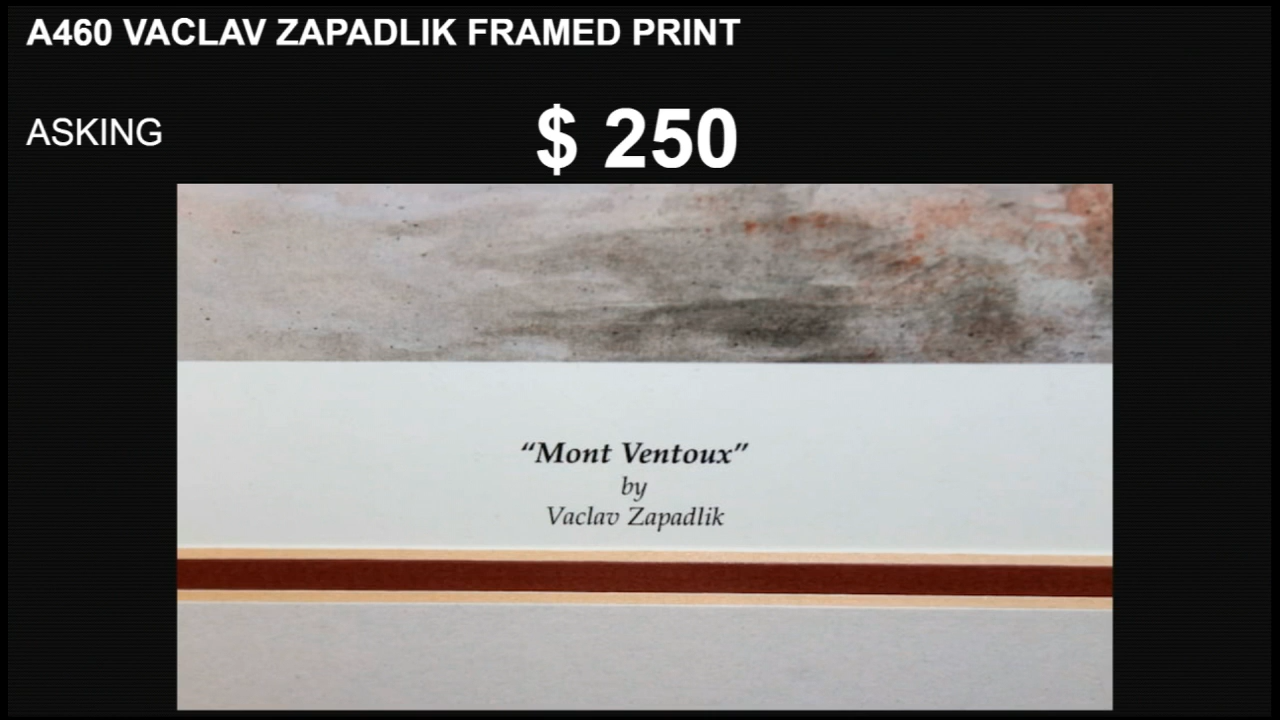 A460 VACLAV ZAPADLIK FRAMED PRINT
ASKING
$ 250
“Mont Ventoux”
by
Vaclav Zapadlik